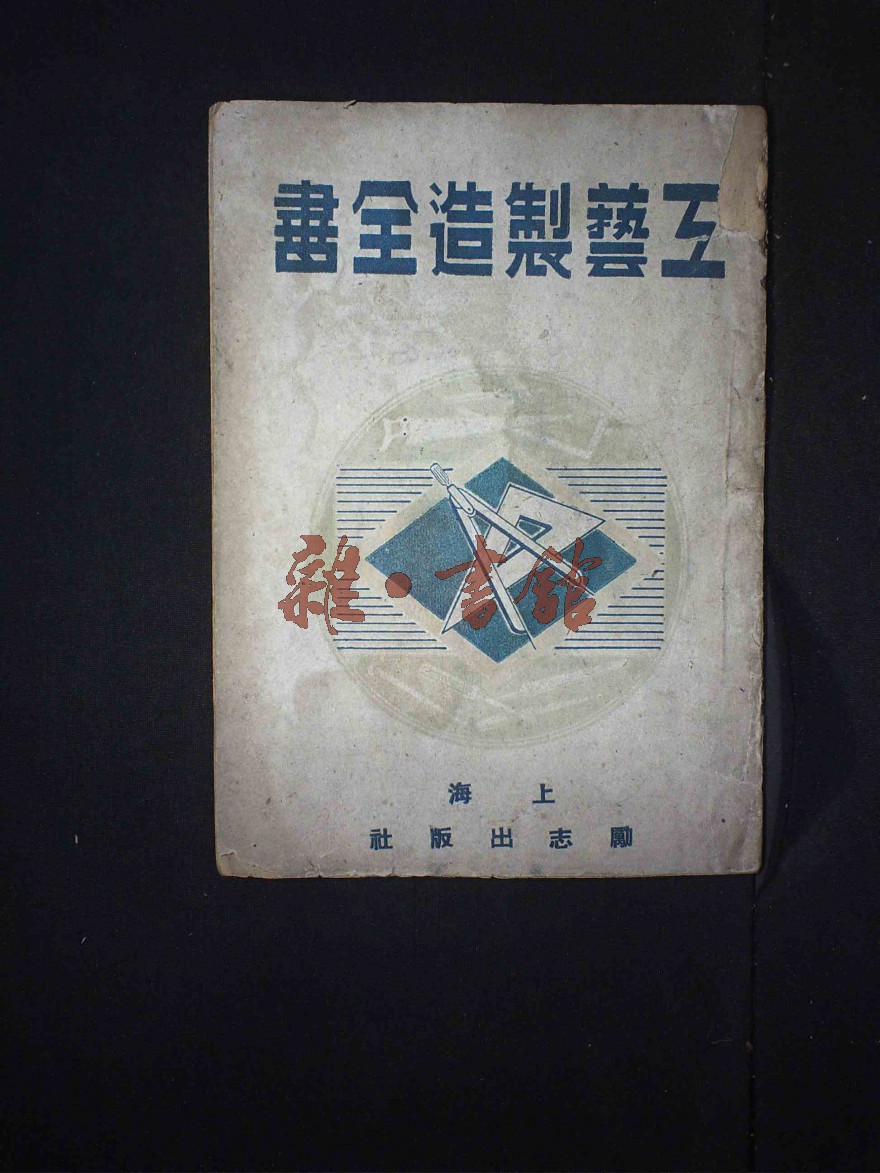 工藝製造全書
雜·書館
上海
勵志出版社